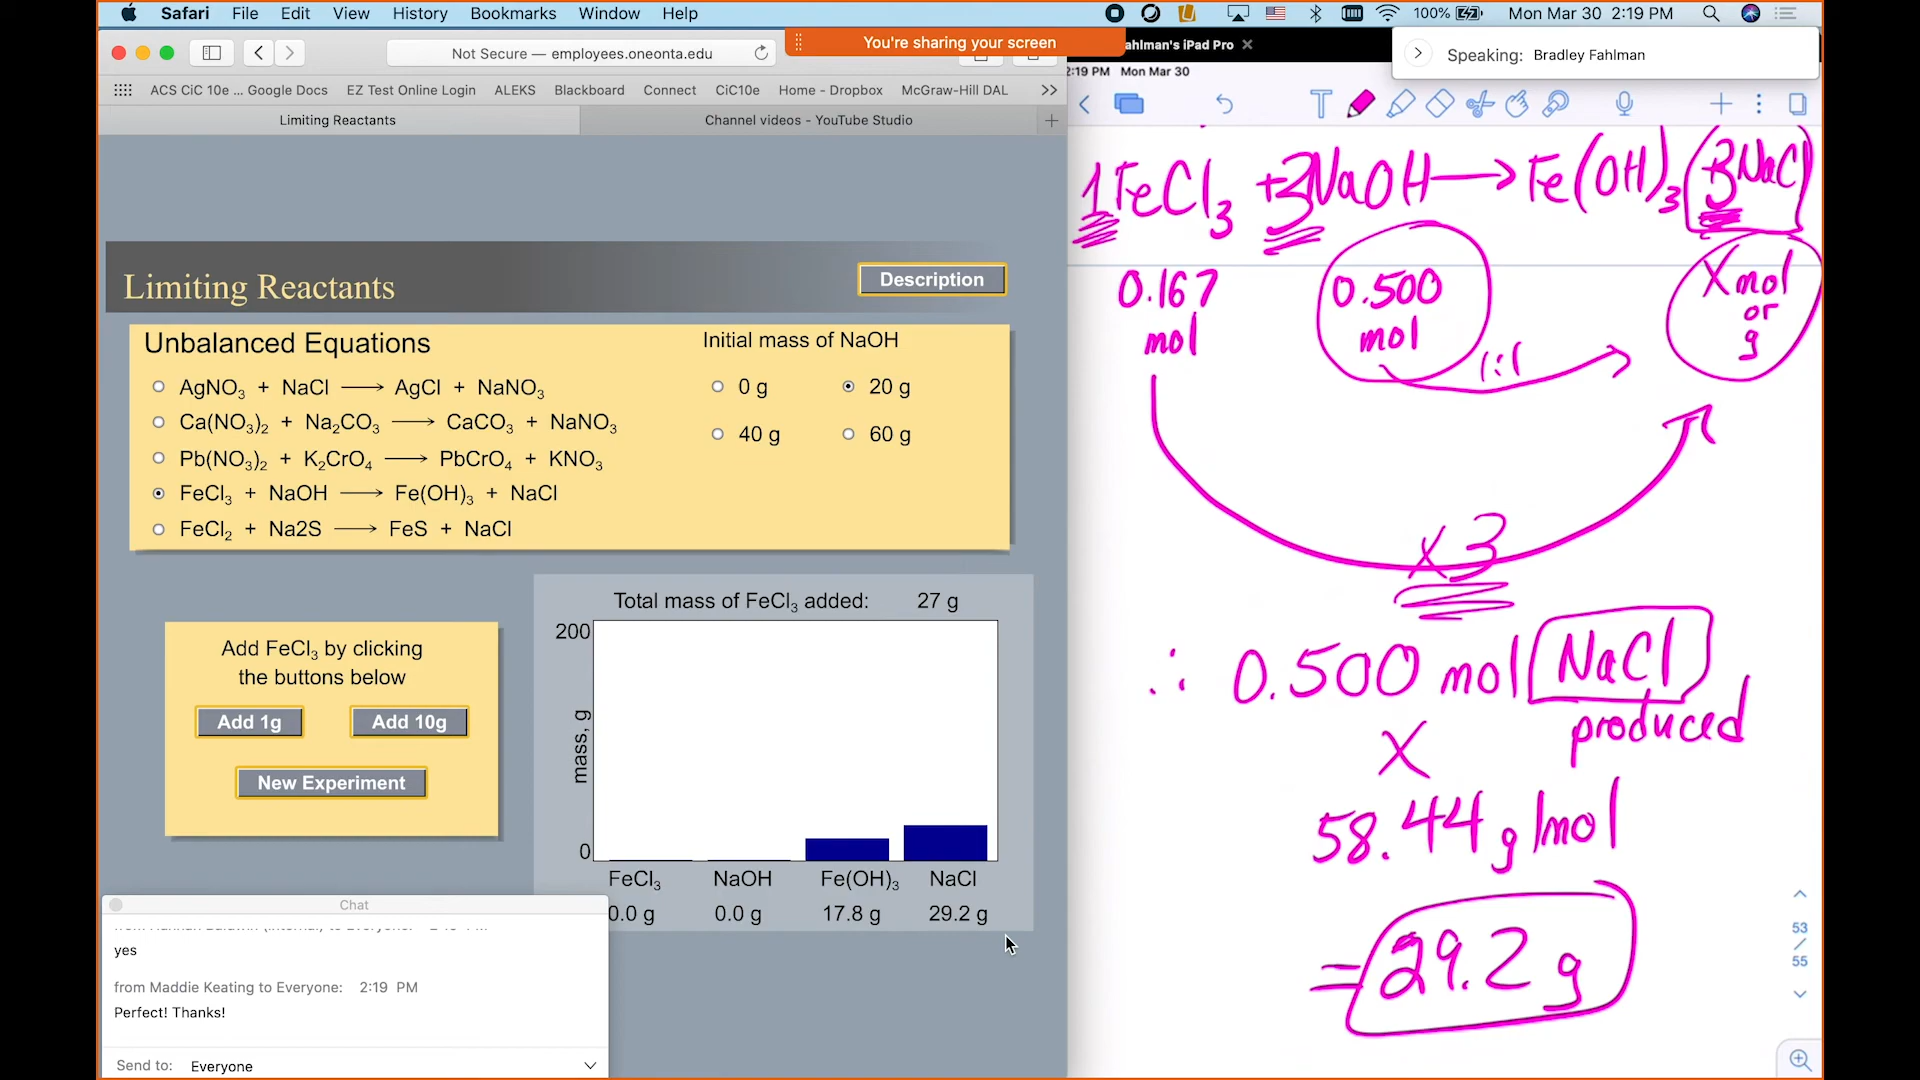 Safari File Edit View History Bookmarks Window Help
100% Mon Mon 30 2:19 PM
Not Secure — employees.oneonta.edu
You're sharing your screen
ahlman's iPad Pro
Speaking: Bradley Fahlman
2:19 PM Mon Mar 30
ACS CiC 10e ... Google Docs EZ Test Online Login ALEKS Blackboard Connect CiC10e Home - Dropbox McGraw-Hill DAL
Limiting Reactants
Channel videos - YouTube Studio
Limiting Reactants
Description
Unbalanced Equations
AgNO₃ + NaCl ⟶ AgCl + NaNO₃
Ca(NO₃)₂ + Na₂CO₃ ⟶ CaCO₃ + NaNO₃
Pb(NO₃)₂ + K₂CrO₄ ⟶ PbCrO₄ + KNO₃
FeCl₃ + NaOH ⟶ Fe(OH)₃ + NaCl
FeCl₂ + Na2S ⟶ FeS + NaCl
Initial mass of NaOH
0 g 20 g
40 g 60 g
Add FeCl₃ by clicking
the buttons below
Add 1g Add 10g
New Experiment
Total mass of FeCl₃ added: 27 g
200
mass, g
0
FeCl₃ NaOH Fe(OH)₃ NaCl
0.0 g 0.0 g 17.8 g 29.2 g
Chat
yes
from Maddie Keating to Everyone: 2:19 PM
Perfect! Thanks!
Send to: Everyone
1FeCl₃ + 3NaOH ⟶ Fe(OH)₃ 3NaCl
0.167
mol
0.500
mol
X mol
or
g
1:1
x3
∴ 0.500 mol NaCl
produced
X
58.44 g/mol
= 29.2 g
53
55